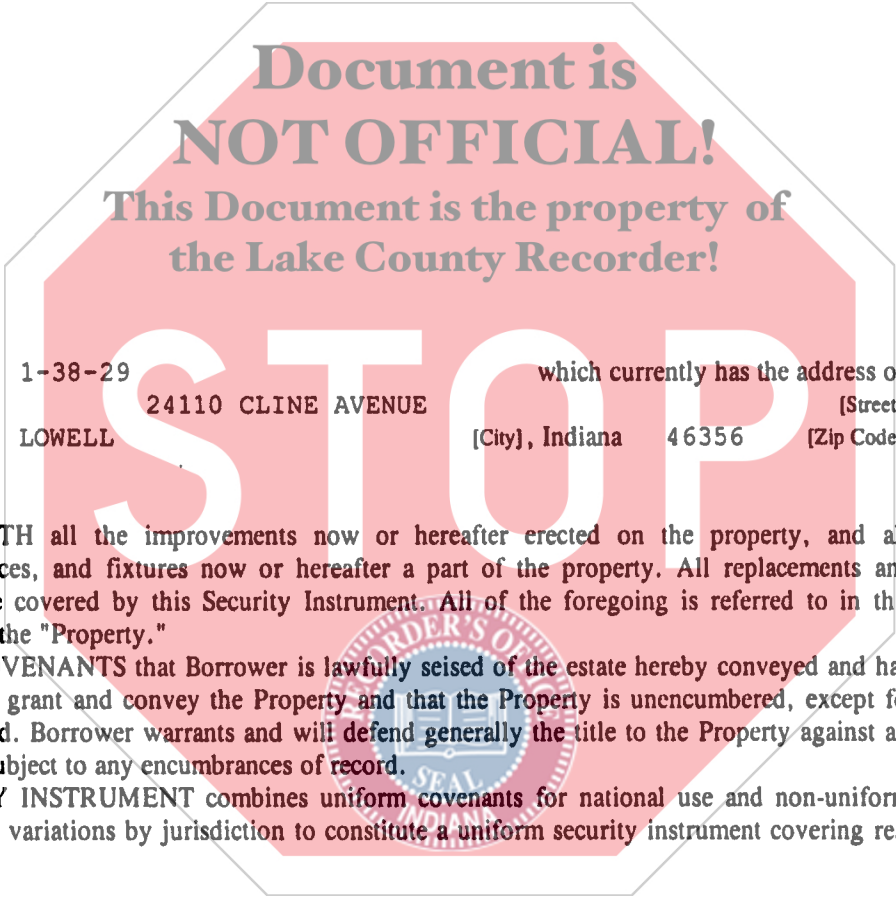 Document is
NOT OFFICIAL!
This Document is the property of
the Lake County Recorder!
STOP
1-38-29 which currently has the address o
24110 CLINE AVENUE [Street
LOWELL [City], Indiana 46356 [Zip Code
TH all the improvements now or hereafter erected on the property, and al
ces, and fixtures now or hereafter a part of the property. All replacements an
covered by this Security Instrument. All of the foregoing is referred to in th
the "Property."
VENANTS that Borrower is lawfully seised of the estate hereby conveyed and ha
grant and convey the Property and that the Property is unencumbered, except f
d. Borrower warrants and will defend generally the title to the Property against a
ubject to any encumbrances of record.
Y INSTRUMENT combines uniform covenants for national use and non-uniform
variations by jurisdiction to constitute a uniform security instrument covering re
RECORDER'S OFFICE
SEAL
INDIANA